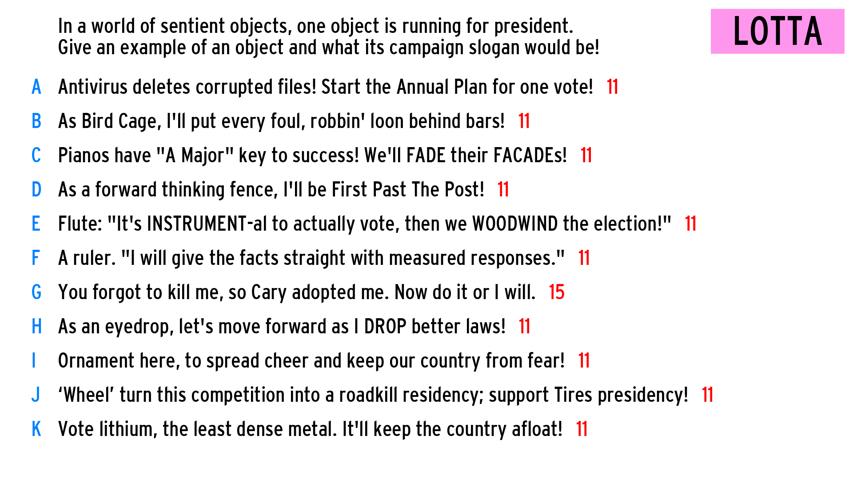 In a world of sentient objects, one object is running for president.
Give an example of an object and what its campaign slogan would be!
LOTTA
A Antivirus deletes corrupted files! Start the Annual Plan for one vote! 11
B As Bird Cage, I'll put every foul, robbin' loon behind bars! 11
C Pianos have "A Major" key to success! We'll FADE their FACADEs! 11
D As a forward thinking fence, I'll be First Past The Post! 11
E Flute: "It's INSTRUMENT-al to actually vote, then we WOODWIND the election!" 11
F A ruler. "I will give the facts straight with measured responses." 11
G You forgot to kill me, so Cary adopted me. Now do it or I will. 15
H As an eyedrop, let's move forward as I DROP better laws! 11
I Ornament here, to spread cheer and keep our country from fear! 11
J ‘Wheel’ turn this competition into a roadkill residency; support Tires presidency! 11
K Vote lithium, the least dense metal. It'll keep the country afloat! 11